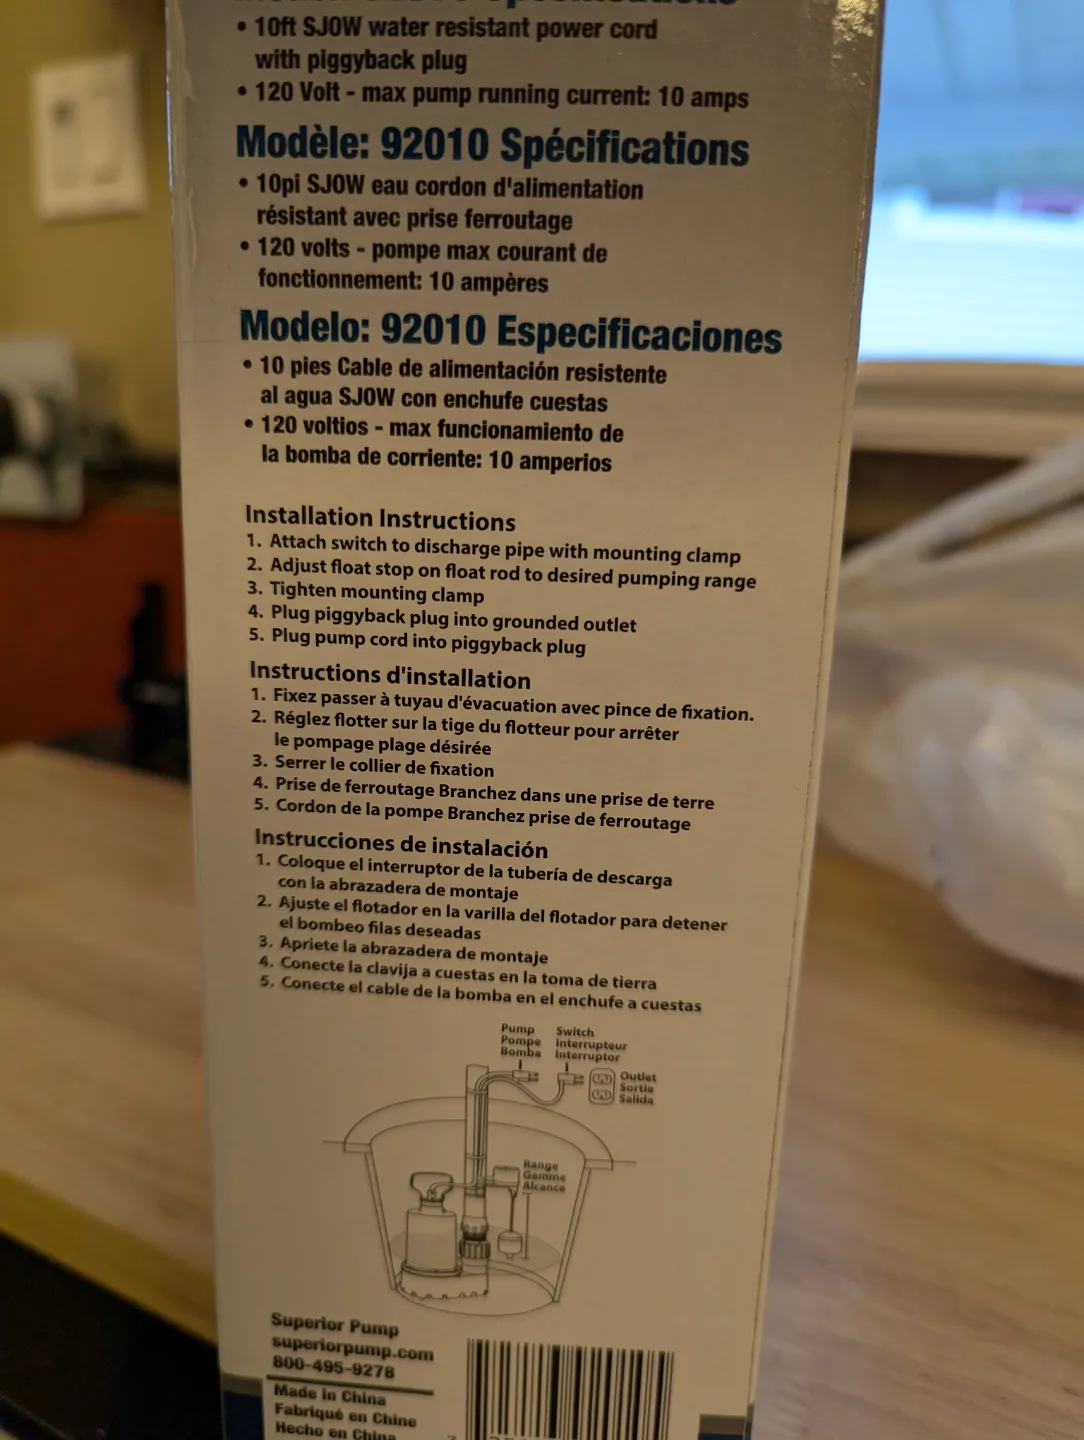 • 10ft SJOW water resistant power cord
with piggyback plug
• 120 Volt - max pump running current: 10 amps
Modèle: 92010 Spécifications
• 10pi SJOW eau cordon d'alimentation
résistant avec prise ferroutage
• 120 volts - pompe max courant de
fonctionnement: 10 ampères
Modelo: 92010 Especificaciones
• 10 pies Cable de alimentación resistente
al agua SJOW con enchufe cuestas
• 120 voltios - max funcionamiento de
la bomba de corriente: 10 amperios
Installation Instructions
1. Attach switch to discharge pipe with mounting clamp
2. Adjust float stop on float rod to desired pumping range
3. Tighten mounting clamp
4. Plug piggyback plug into grounded outlet
5. Plug pump cord into piggyback plug
Instructions d'installation
1. Fixez passer à tuyau d'évacuation avec pince de fixation.
2. Réglez flotter sur la tige du flotteur pour arrêter
le pompage plage désirée
3. Serrer le collier de fixation
4. Prise de ferroutage Branchez dans une prise de terre
5. Cordon de la pompe Branchez prise de ferroutage
Instrucciones de instalación
1. Coloque el interruptor de la tubería de descarga
con la abrazadera de montaje
2. Ajuste el flotador en la varilla del flotador para detener
el bombeo filas deseadas
3. Apriete la abrazadera de montaje
4. Conecte la clavija a cuestas en la toma de tierra
5. Conecte el cable de la bomba en el enchufe a cuestas
Pump
Pompe
Bomba
Switch
Interrupteur
Interruptor
Outlet
Sortie
Salida
Range
Gamme
Alcance
Superior Pump
superiorpump.com
800-495-9278
Made in China
Fabriqué en Chine
Hecho en China